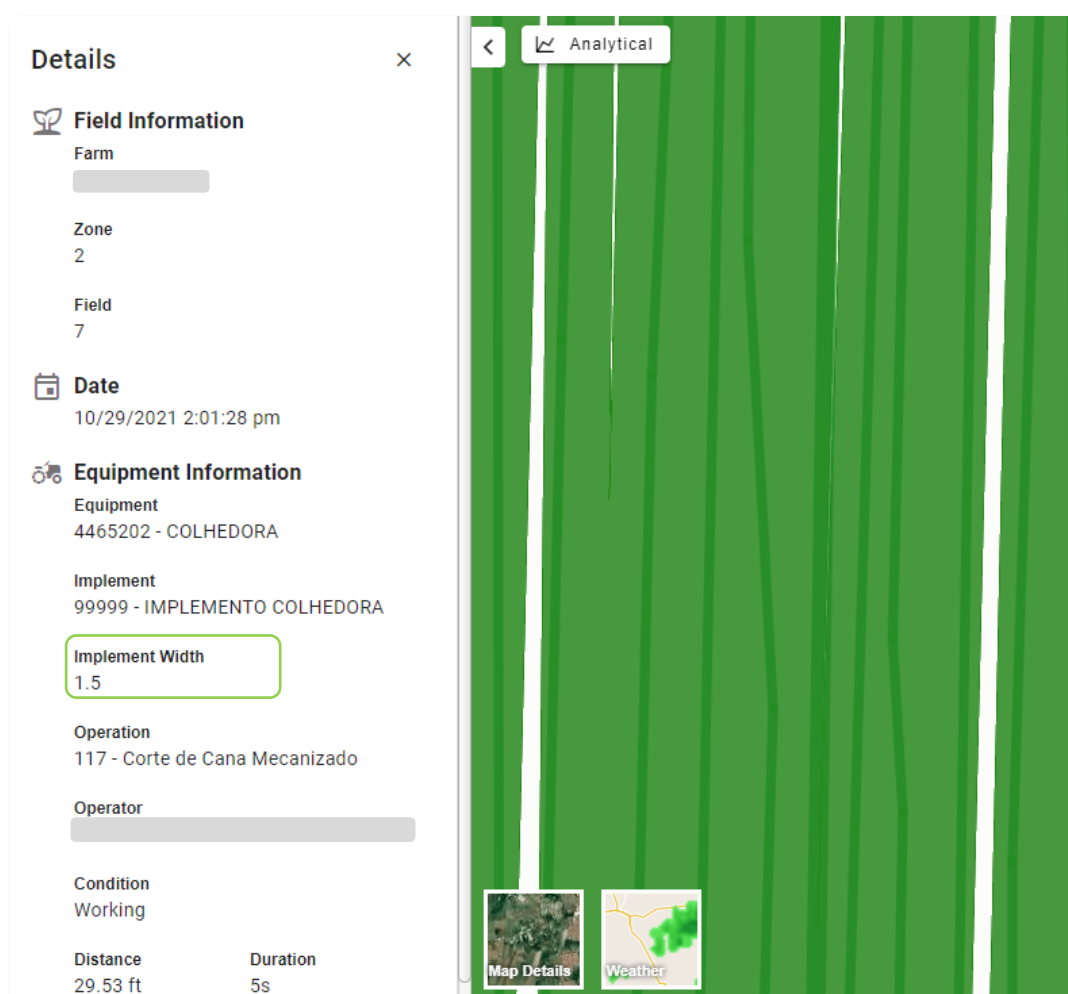 Details
Field Information
Farm
Zone
2
Field
7
Date
10/29/2021 2:01:28 pm
Equipment Information
Equipment
4465202 - COLHEDORA
Implement
99999 - IMPLEMENTO COLHEDORA
Implement Width
1.5
Operation
117 - Corte de Cana Mecanizado
Operator
Condition
Working
Distance Duration
29.53 ft 5s
Analytical
Map Details
Weather